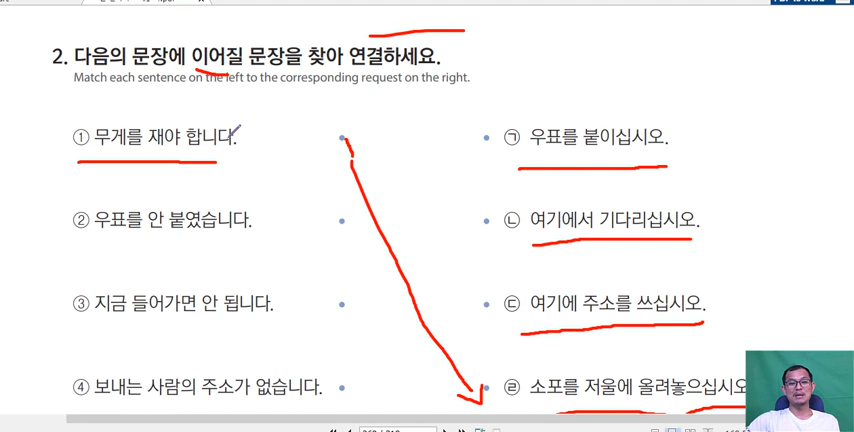 2. 다음의 문장에 이어질 문장을 찾아 연결하세요.
Match each sentence on the left to the corresponding request on the right.
① 무게를 재야 합니다.
㉠ 우표를 붙이십시오.
② 우표를 안 붙였습니다.
㉡ 여기에서 기다리십시오.
③ 지금 들어가면 안 됩니다.
㉢ 여기에 주소를 쓰십시오.
④ 보내는 사람의 주소가 없습니다.
㉣ 소포를 저울에 올려놓으십시오